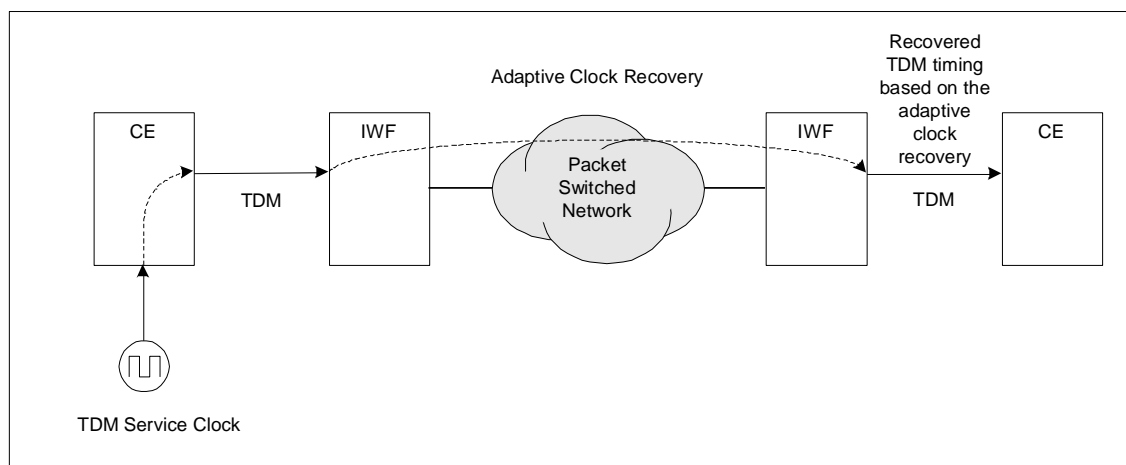 Adaptive Clock Recovery
Recovered
TDM timing
based on the
adaptive
clock
recovery
CE
IWF
Packet
Switched
Network
IWF
CE
TDM
TDM
TDM Service Clock